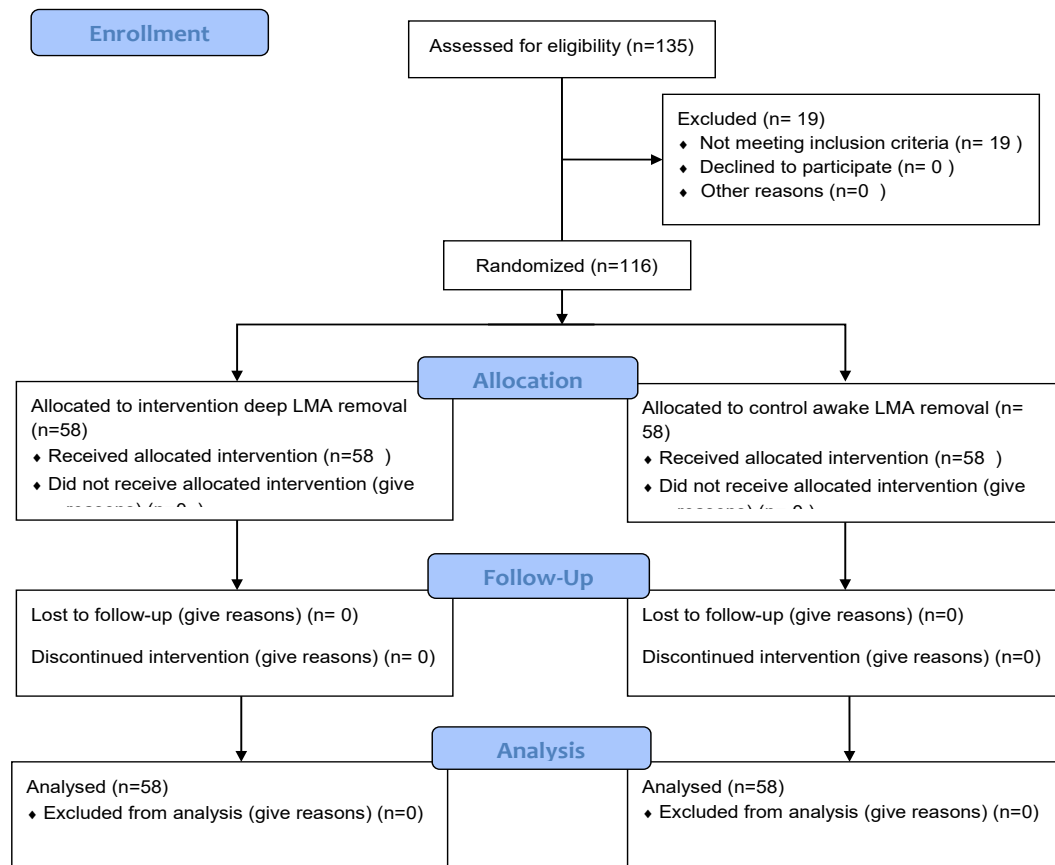 Enrollment
Assessed for eligibility (n=135)
Excluded (n= 19)
♦ Not meeting inclusion criteria (n= 19 )
♦ Declined to participate (n= 0 )
♦ Other reasons (n=0 )
Randomized (n=116)
Allocation
Allocated to intervention deep LMA removal
(n=58)
♦ Received allocated intervention (n=58 )
♦ Did not receive allocated intervention (give
Allocated to control awake LMA removal (n=
58)
♦ Received allocated intervention (n=58 )
♦ Did not receive allocated intervention (give
Follow-Up
Lost to follow-up (give reasons) (n= 0)
Discontinued intervention (give reasons) (n= 0)
Lost to follow-up (give reasons) (n=0)
Discontinued intervention (give reasons) (n=0)
Analysis
Analysed (n=58)
♦ Excluded from analysis (give reasons) (n=0)
Analysed (n=58)
♦ Excluded from analysis (give reasons) (n=0)